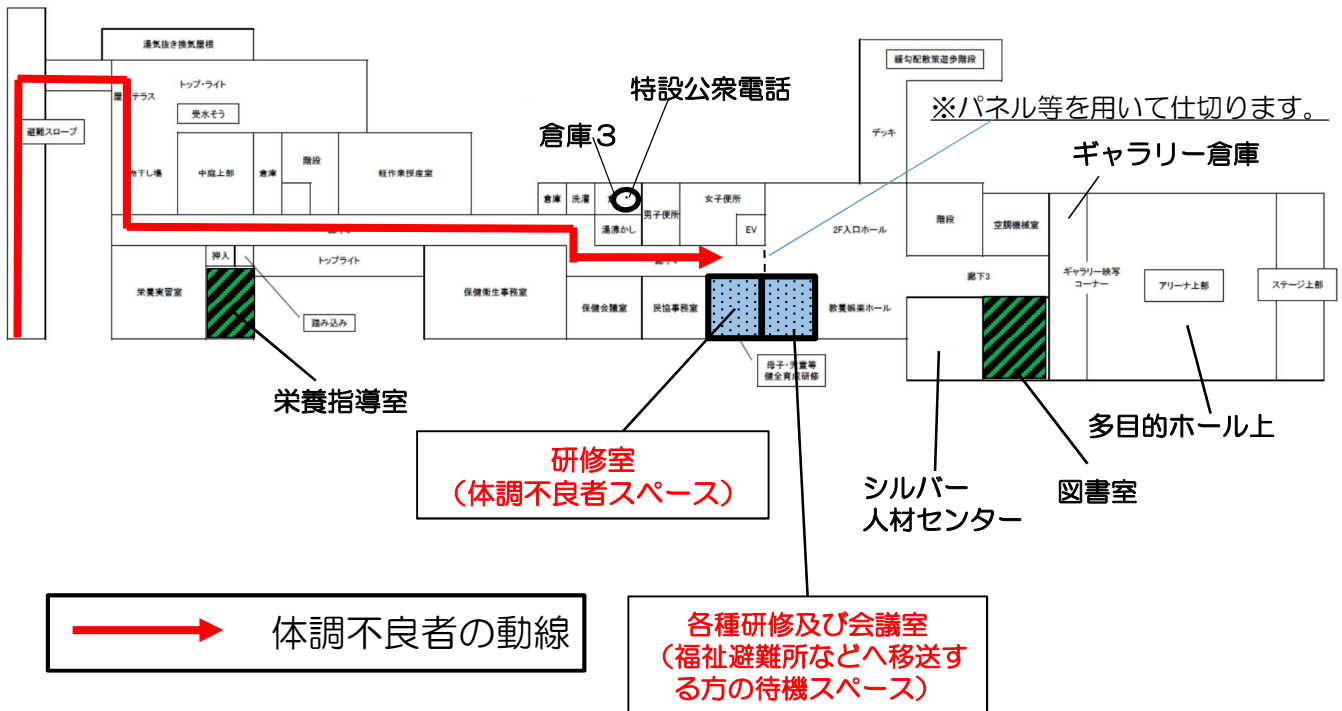 湯気抜き換気屋根
緩勾配散策遊歩階段
トップ・ライト
特設公衆電話
屋
テラス
受水そう
※パネル等を用いて仕切ります。
避難スロープ
倉庫３
デッキ
ギャラリー倉庫
階段
干し場
中庭上部
倉庫
軽作業授産室
倉庫
洗濯
女子便所
男子便所
階段
空調機械室
湯沸かし
EV
2F入口ホール
押入
トップライト
廊下3
ギャラリー映写
コーナー
アリーナ上部
ステージ上部
栄養実習室
保健衛生事務室
保健会議室
民協事務室
教養娯楽ホール
踏み込み
母子・児童等
健全育成研修
栄養指導室
多目的ホール上
研修室
（体調不良者スペース）
シルバー
人材センター
図書室
体調不良者の動線
各種研修及び会議室
（福祉避難所などへ移送す
る方の待機スペース）